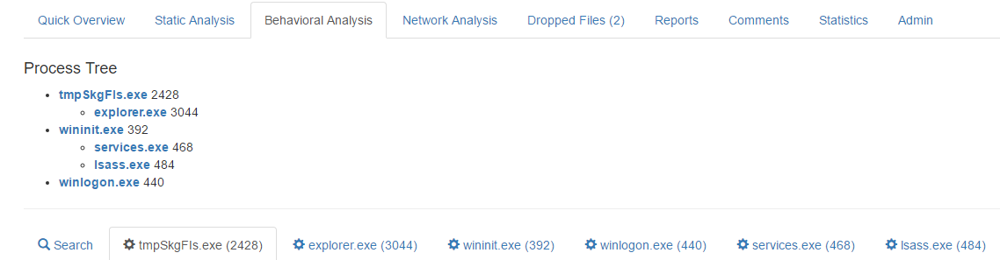 Quick Overview Static Analysis Behavioral Analysis Network Analysis Dropped Files (2) Reports Comments Statistics Admin
Process Tree
tmpSkgFIs.exe 2428
explorer.exe 3044
wininit.exe 392
services.exe 468
lsass.exe 484
winlogon.exe 440
Search tmpSkgFIs.exe (2428) explorer.exe (3044) wininit.exe (392) winlogon.exe (440) services.exe (468) lsass.exe (484)